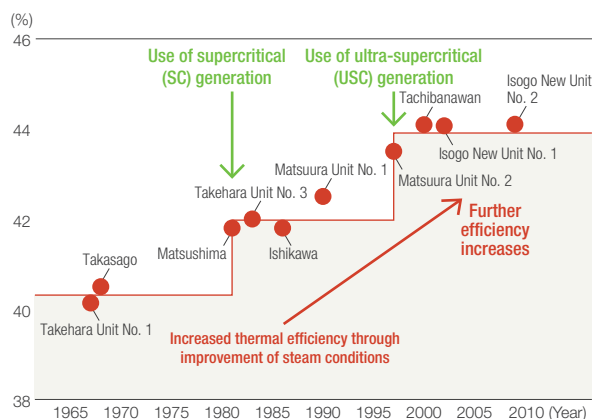 (%)
46
44
42
40
38
Use of supercritical
(SC) generation
Use of ultra-supercritical
(USC) generation
Tachibanawan
Isogo New Unit
No. 2
Isogo New Unit No. 1
Matsuura Unit No. 1
Matsuura Unit No. 2
Takehara Unit No. 3
Matsushima
Ishikawa
Takasago
Takehara Unit No. 1
Further
efficiency
increases
Increased thermal efficiency through
improvement of steam conditions
1965 1970 1975 1980 1985 1990 1995 2000 2005 2010 (Year)